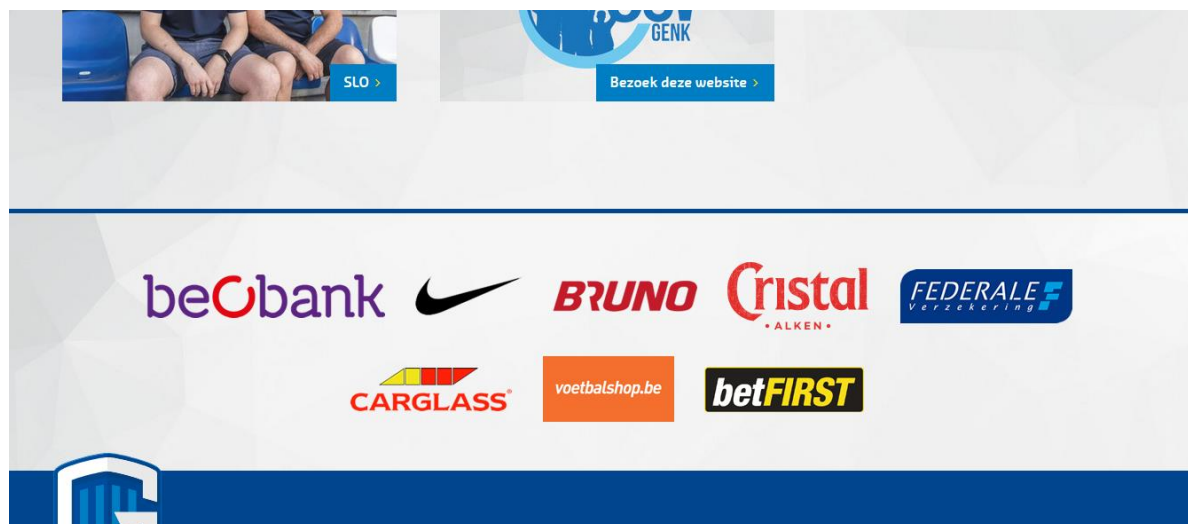 GENK
SLO >
Bezoek deze website >
beobank
BRUNO
Cristal
• ALKEN •
FEDERALE
Verzekering
CARGLASS®
voetbalshop.be
betFIRST